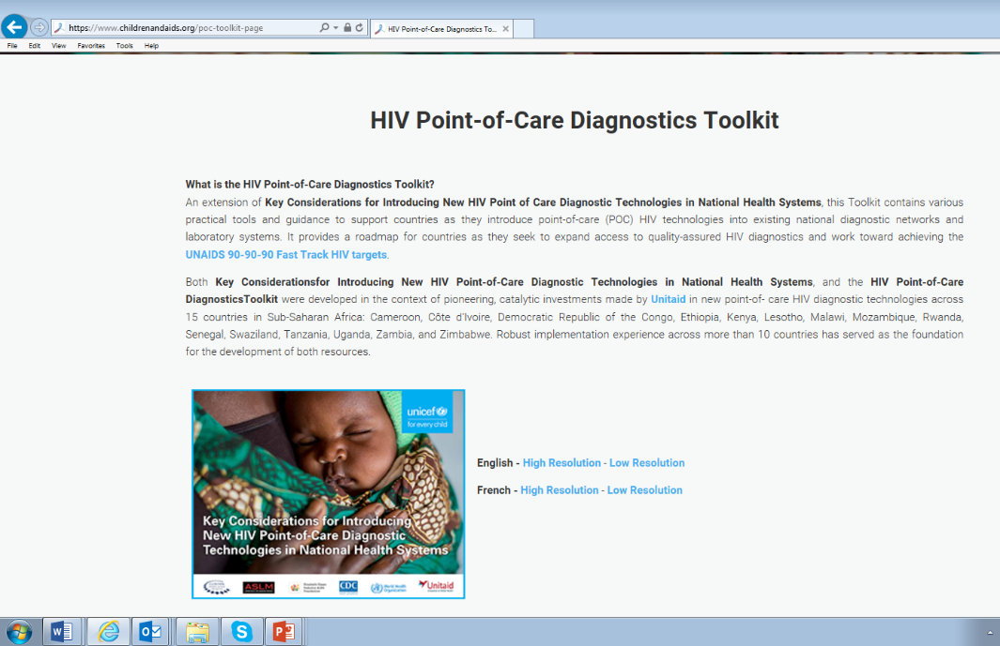 https://www.childrenandaids.org/poc-toolkit-page
HIV Point-of-Care Diagnostics To...
File Edit View Favorites Tools Help
HIV Point-of-Care Diagnostics Toolkit
What is the HIV Point-of-Care Diagnostics Toolkit?
An extension of Key Considerations for Introducing New HIV Point of Care Diagnostic Technologies in National Health Systems, this Toolkit contains various
practical tools and guidance to support countries as they introduce point-of-care (POC) HIV technologies into existing national diagnostic networks and
laboratory systems. It provides a roadmap for countries as they seek to expand access to quality-assured HIV diagnostics and work toward achieving the
UNAIDS 90-90-90 Fast Track HIV targets.
Both Key Considerationsfor Introducing New HIV Point-of-Care Diagnostic Technologies in National Health Systems, and the HIV Point-of-Care
DiagnosticsToolkit were developed in the context of pioneering, catalytic investments made by Unitaid in new point-of- care HIV diagnostic technologies across
15 countries in Sub-Saharan Africa: Cameroon, Côte d'Ivoire, Democratic Republic of the Congo, Ethiopia, Kenya, Lesotho, Malawi, Mozambique, Rwanda,
Senegal, Swaziland, Tanzania, Uganda, Zambia, and Zimbabwe. Robust implementation experience across more than 10 countries has served as the foundation
for the development of both resources.
unicef
for every child
Key Considerations for Introducing
New HIV Point-of-Care Diagnostic
Technologies in National Health Systems
ASLM
CDC
World Health
Organization
Unitaid
English - High Resolution - Low Resolution
French - High Resolution - Low Resolution